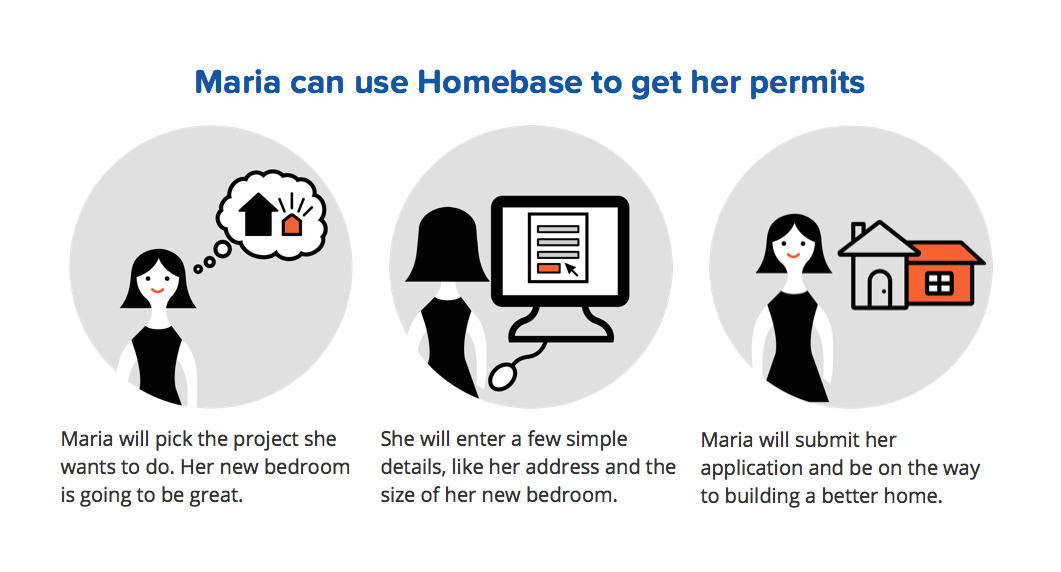 Maria can use Homebase to get her permits
Maria will pick the project she
wants to do. Her new bedroom
is going to be great.
She will enter a few simple
details, like her address and the
size of her new bedroom.
Maria will submit her
application and be on the way
to building a better home.